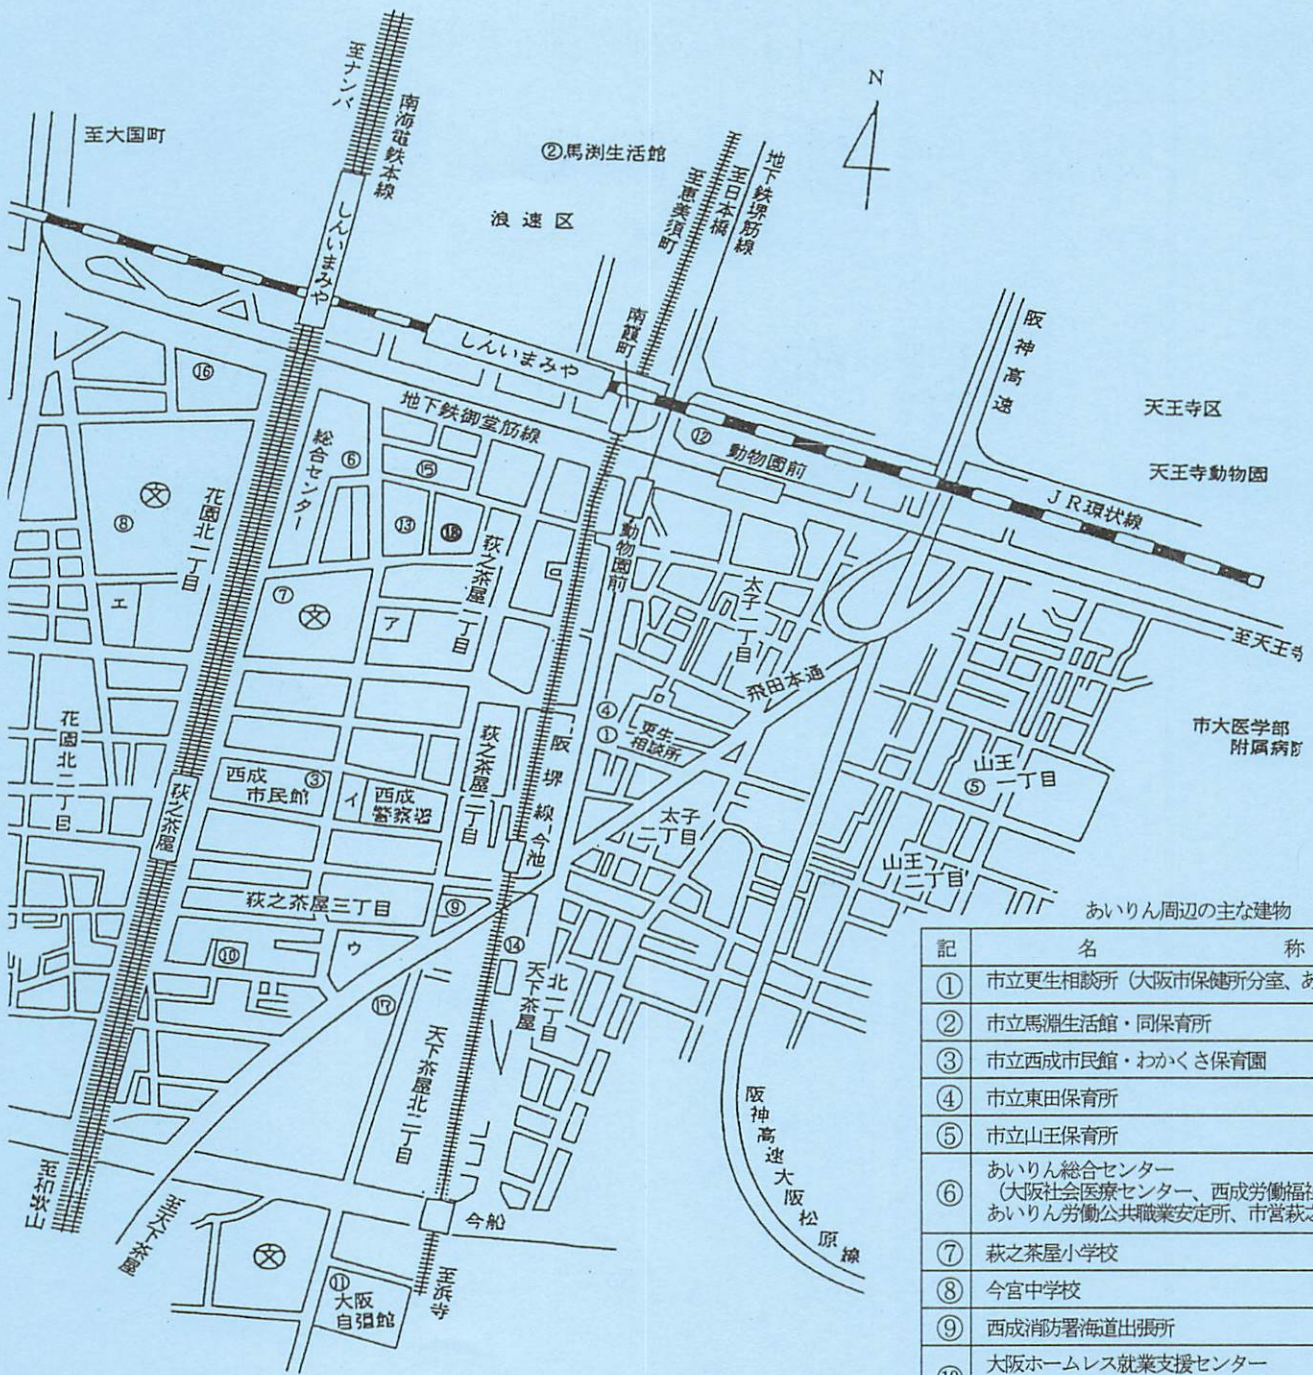 至ナンバ
南海電鉄本線
至大国町
②馬渕生活館
浪速区
N
至恵美須町
至日本橋
地下鉄堺筋線
しんいまみや
南霞町
しんいまみや
阪神高速
天王寺区
天王寺動物園
⑯
地下鉄御堂筋線
⑫
動物園前
JR環状線
総合センター
⑥
⑮
⑬
⑱
⑧
文
花園北一丁目
萩之茶屋一丁目
動物園前
太子一丁目
至天王寺
エ
⑦
文
ア
ロ
飛田本通
④
①
更生
相談所
市大医学部
附属病院
花園北二丁目
西成
市民館
③
イ
西成
警察署
萩之茶屋二丁目
阪堺線
今池
太子
二丁目
山王
一丁目
⑤
山王
二丁目
萩之茶屋
萩之茶屋三丁目
⑨
⑩
ウ
⑭
⑰
天下茶屋
北一丁目
天下茶屋北二丁目
阪神高速大阪松原線
至和歌山
至天下茶屋
今船
文
⑪
大阪
自彊館
至浜寺
あいりん周辺の主な建物
記 名 称
① 市立更生相談所（大阪市保健所分室、あ
② 市立馬淵生活館・同保育所
③ 市立西成市民館・わかくさ保育園
④ 市立東田保育所
⑤ 市立山王保育所
⑥ あいりん総合センター
（大阪社会医療センター、西成労働福祉
あいりん労働公共職業安定所、市営萩之
⑦ 萩之茶屋小学校
⑧ 今宮中学校
⑨ 西成消防署海道出張所
⑩ 大阪ホームレス就業支援センター